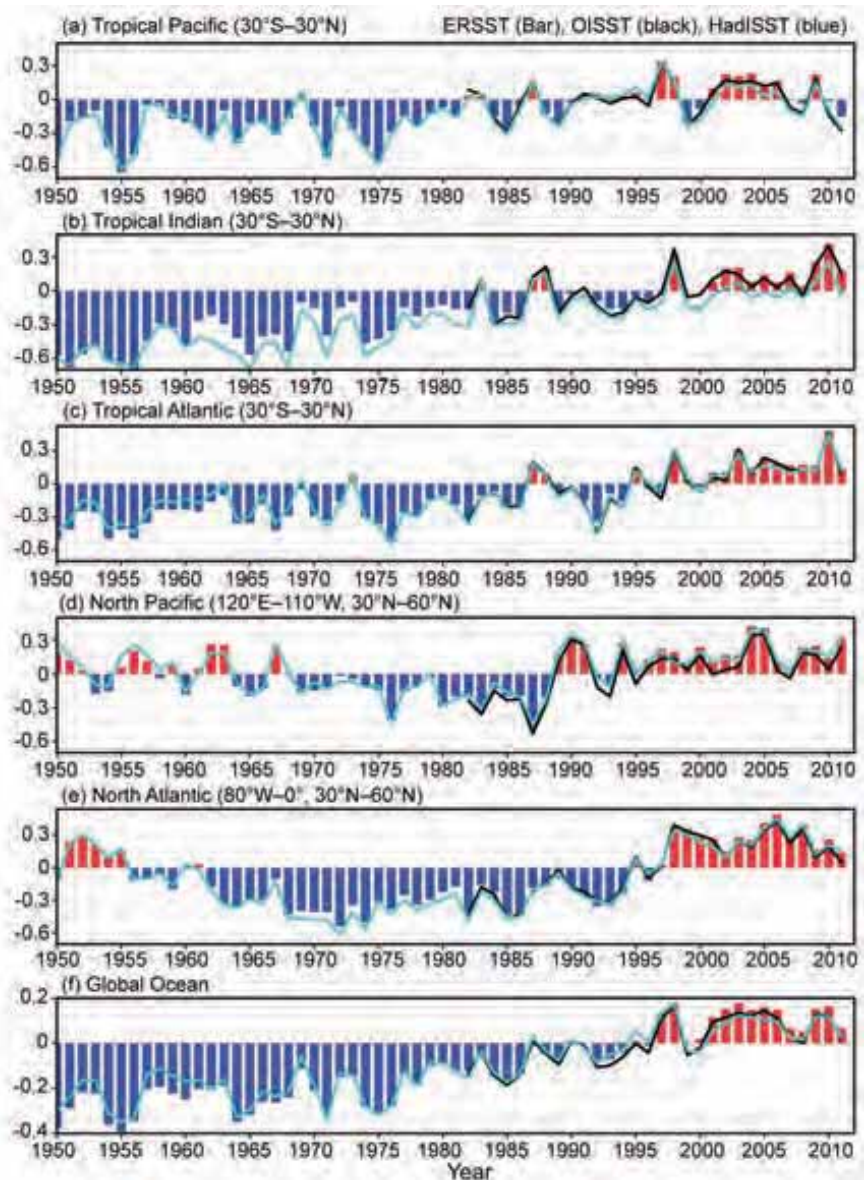 (a) Tropical Pacific (30°S–30°N) ERSST (Bar), OISST (black), HadISST (blue)
0.3
0
-0.3
-0.6
1950 1955 1960 1965 1970 1975 1980 1985 1990 1995 2000 2005 2010
(b) Tropical Indian (30°S–30°N)
0.3
0
-0.3
-0.6
1950 1955 1960 1965 1970 1975 1980 1985 1990 1995 2000 2005 2010
(c) Tropical Atlantic (30°S–30°N)
0.3
0
-0.3
-0.6
1950 1955 1960 1965 1970 1975 1980 1985 1990 1995 2000 2005 2010
(d) North Pacific (120°E–110°W, 30°N–60°N)
0.3
0
-0.3
-0.6
1950 1955 1960 1965 1970 1975 1980 1985 1990 1995 2000 2005 2010
(e) North Atlantic (80°W–0°, 30°N–60°N)
0.3
0
-0.3
-0.6
1950 1955 1960 1965 1970 1975 1980 1985 1990 1995 2000 2005 2010
(f) Global Ocean
0.2
0
-0.2
-0.4
1950 1955 1960 1965 1970 1975 1980 1985 1990 1995 2000 2005 2010
Year